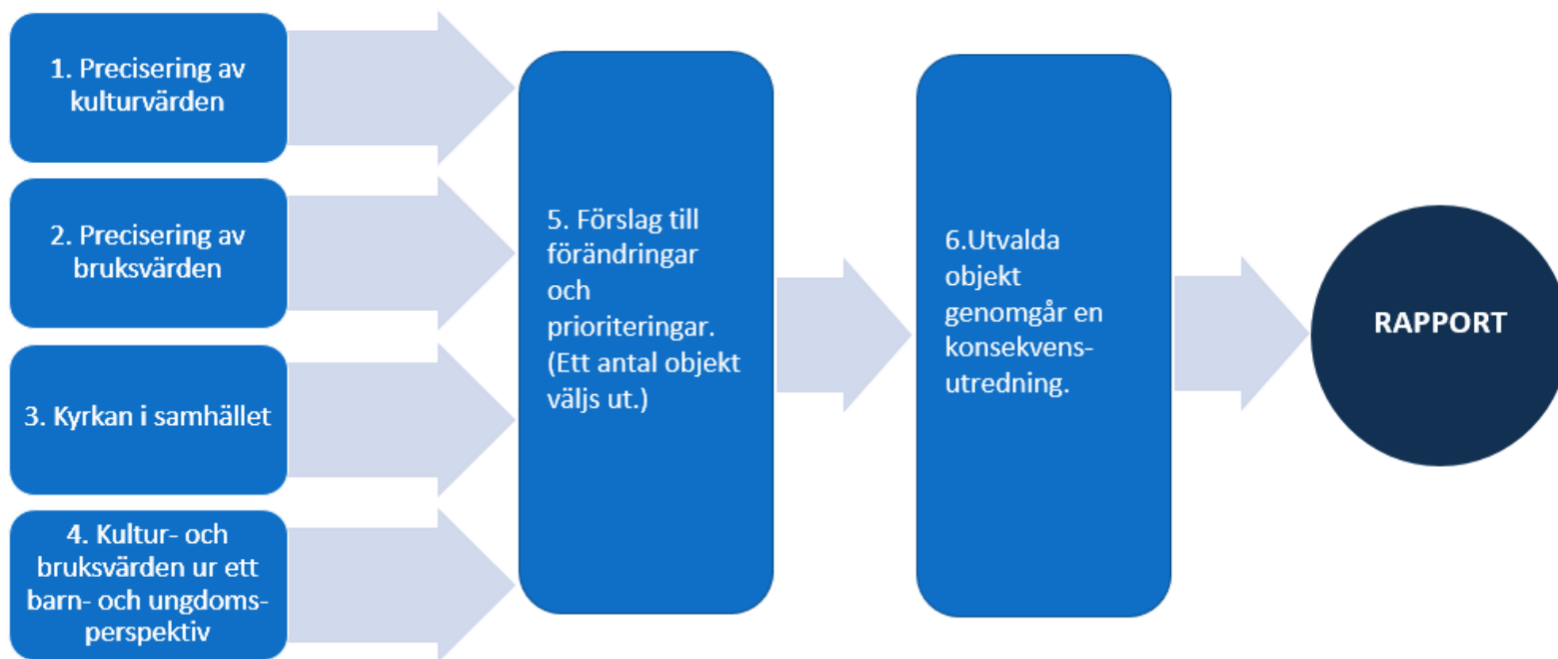 1. Precisering av
kulturvärden
2. Precisering av
bruksvärden
3. Kyrkan i samhället
4. Kultur- och
bruksvärden ur ett
barn- och ungdoms-
perspektiv
5. Förslag till
förändringar
och
prioriteringar.
(Ett antal objekt
väljs ut.)
6.Utvalda
objekt
genomgår en
konsekvens-
utredning.
RAPPORT